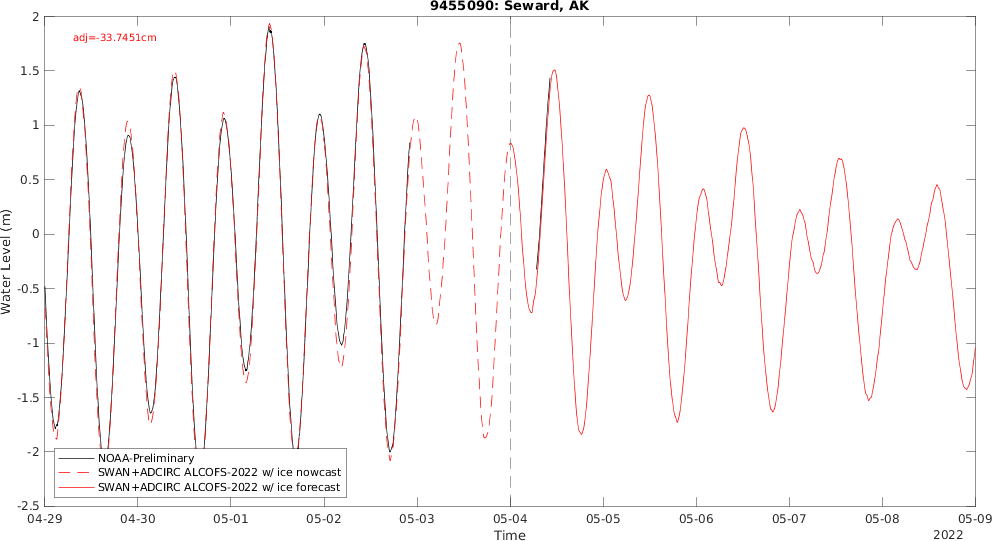 9455090: Seward, AK
adj=-33.7451cm
Water Level (m)
2
1.5
1
0.5
0
-0.5
-1
-1.5
-2
-2.5
NOAA-Preliminary
SWAN+ADCIRC ALCOFS-2022 w/ ice nowcast
SWAN+ADCIRC ALCOFS-2022 w/ ice forecast
04-29 04-30 05-01 05-02 05-03 05-04 05-05 05-06 05-07 05-08 05-09
Time
2022